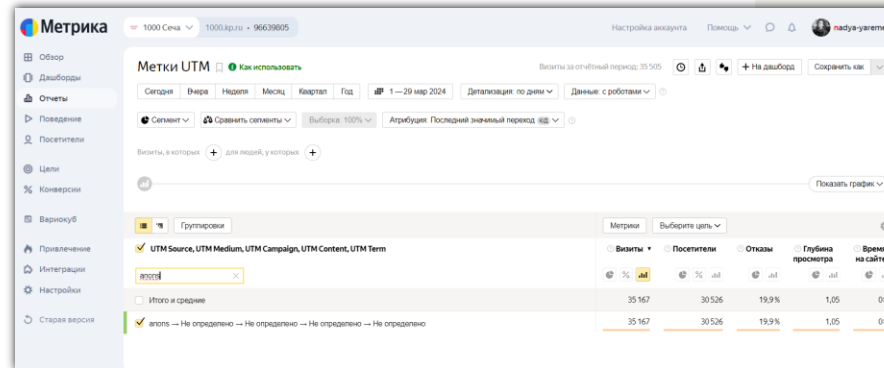 Метрика
1000 Сеча
1000.kp.ru • 96639805
Настройка аккаунта
Помощь
nadya-yareme
Обзор
Дашборды
Отчеты
Поведение
Посетители
Цели
Конверсии
Вариокуб
Привлечение
Интеграции
Настройки
Старая версия
Метки UTM
Как использовать
Визиты за отчётный период: 35 505
+ На дашборд
Сохранить как
Сегодня Вчера Неделя Месяц Квартал Год
1 — 29 мар 2024
Детализация: по дням
Данные: с роботами
Сегмент
Сравнить сегменты
Выборка: 100%
Атрибуция: Последний значимый переход КД
Визиты, в которых + для людей, у которых +
Показать график
Группировки
Метрики
Выберите цель
UTM Source, UTM Medium, UTM Campaign, UTM Content, UTM Term
Визиты Посетители Отказы Глубина просмотра Время на сайте
anons
Итого и средние 35 167 30 526 19,9 % 1,05
anons → Не определено → Не определено → Не определено → Не определено 35 167 30 526 19,9 % 1,05